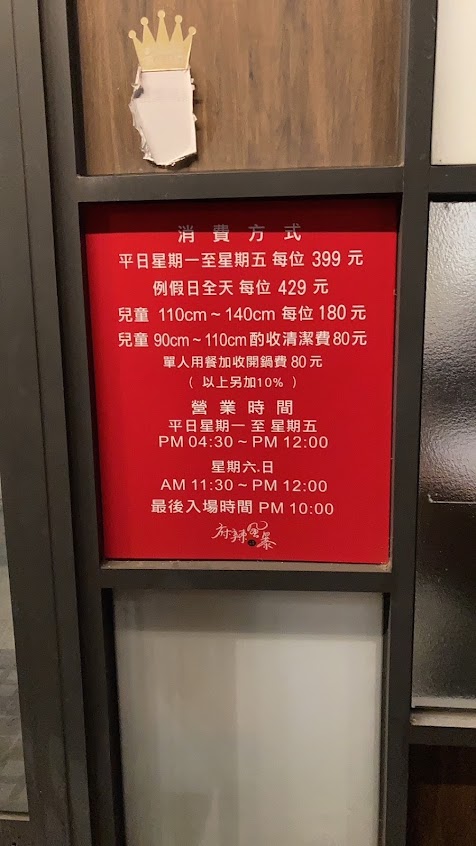 消費方式
平日星期一至星期五 每位 399 元
例假日全天 每位 429 元
兒童 110cm~140cm 每位 180 元
兒童 90cm~110cm 酌收清潔費80元
單人用餐加收開鍋費 80 元
( 以上另加10% )
營業時間
平日星期一 至 星期五
PM 04:30 ~ PM 12:00
星期六.日
AM 11:30 ~ PM 12:00
最後入場時間 PM 10:00
府辣風暴